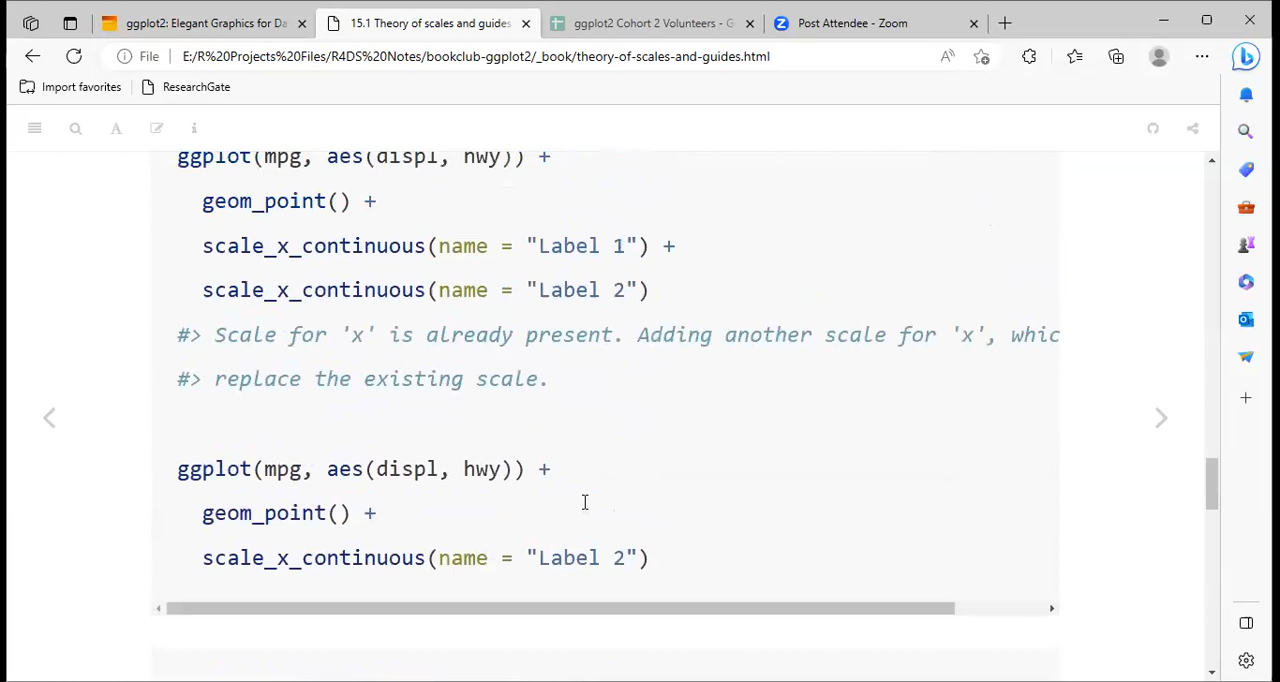 ggplot2: Elegant Graphics for Da
15.1 Theory of scales and guides
ggplot2 Cohort 2 Volunteers - G
Post Attendee - Zoom
File
E:/R%20Projects%20Files/R4DS%20Notes/bookclub-ggplot2/_book/theory-of-scales-and-guides.html
Import favorites
ResearchGate
ggplot(mpg, aes(displ, hwy)) +
geom_point() +
scale_x_continuous(name = "Label 1") +
scale_x_continuous(name = "Label 2")
#> Scale for 'x' is already present. Adding another scale for 'x', whic
#> replace the existing scale.
ggplot(mpg, aes(displ, hwy)) +
geom_point() +
scale_x_continuous(name = "Label 2")